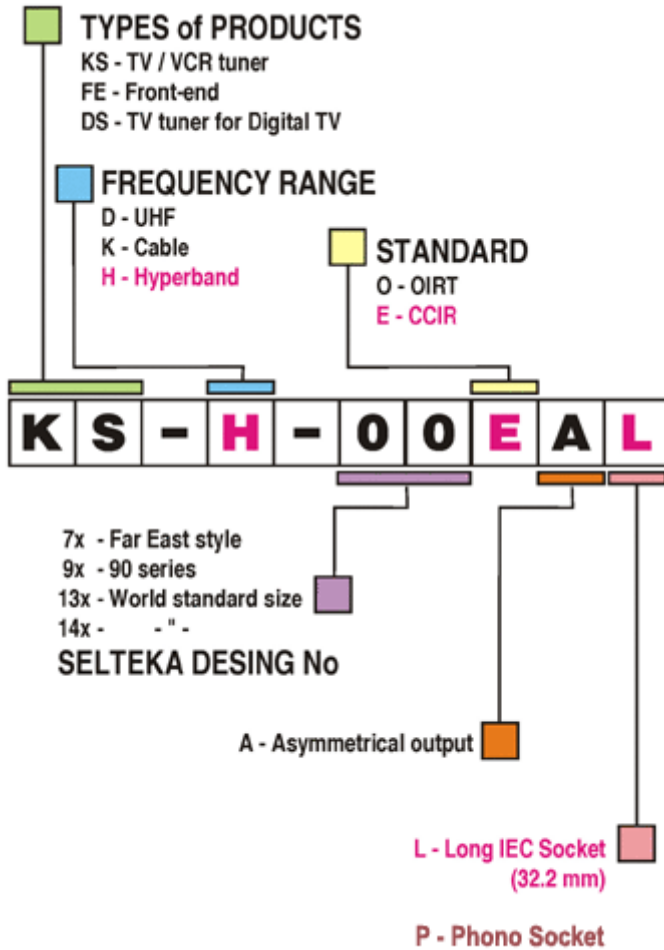 TYPES of PRODUCTS
KS - TV / VCR tuner
FE - Front-end
DS - TV tuner for Digital TV
FREQUENCY RANGE
D - UHF
K - Cable
H - Hyperband
STANDARD
O - OIRT
E - CCIR
KS-H-00EAL
7x - Far East style
9x - 90 series
13x - World standard size
14x - - " -
SELTEKA DESING No
A - Asymmetrical output
L - Long IEC Socket
(32.2 mm)
P - Phono Socket